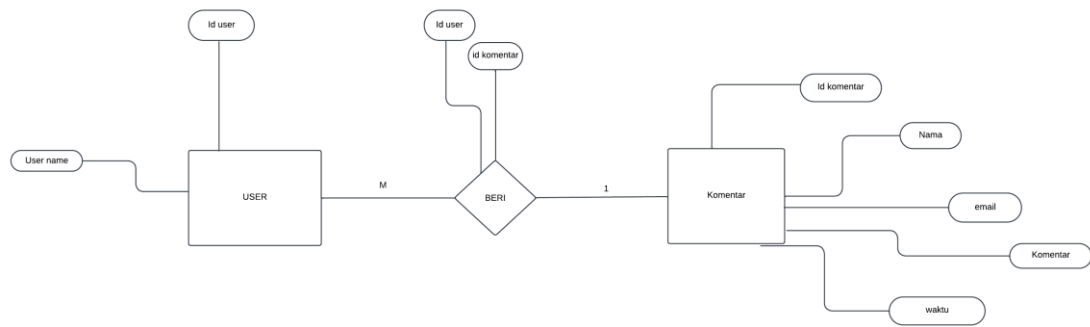 Id user
Id user
id komentar
Id komentar
Nama
User name
USER
M
BERI
1
Komentar
email
Komentar
waktu